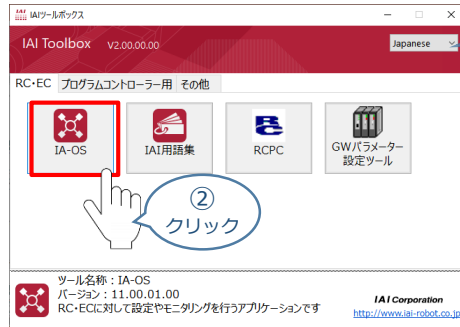 IAIツールボックス
IAI Toolbox V2.00.00.00
Japanese
RC・EC プログラムコントローラー用 その他
IA-OS
IAI用語集
RCPC
GWパラメーター
設定ツール
②
クリック
ツール名称：IA-OS
バージョン：11.00.01.00
RC・ECに対して設定やモニタリングを行うアプリケーションです
IAI Corporation
http://www.iai-robot.co.jp